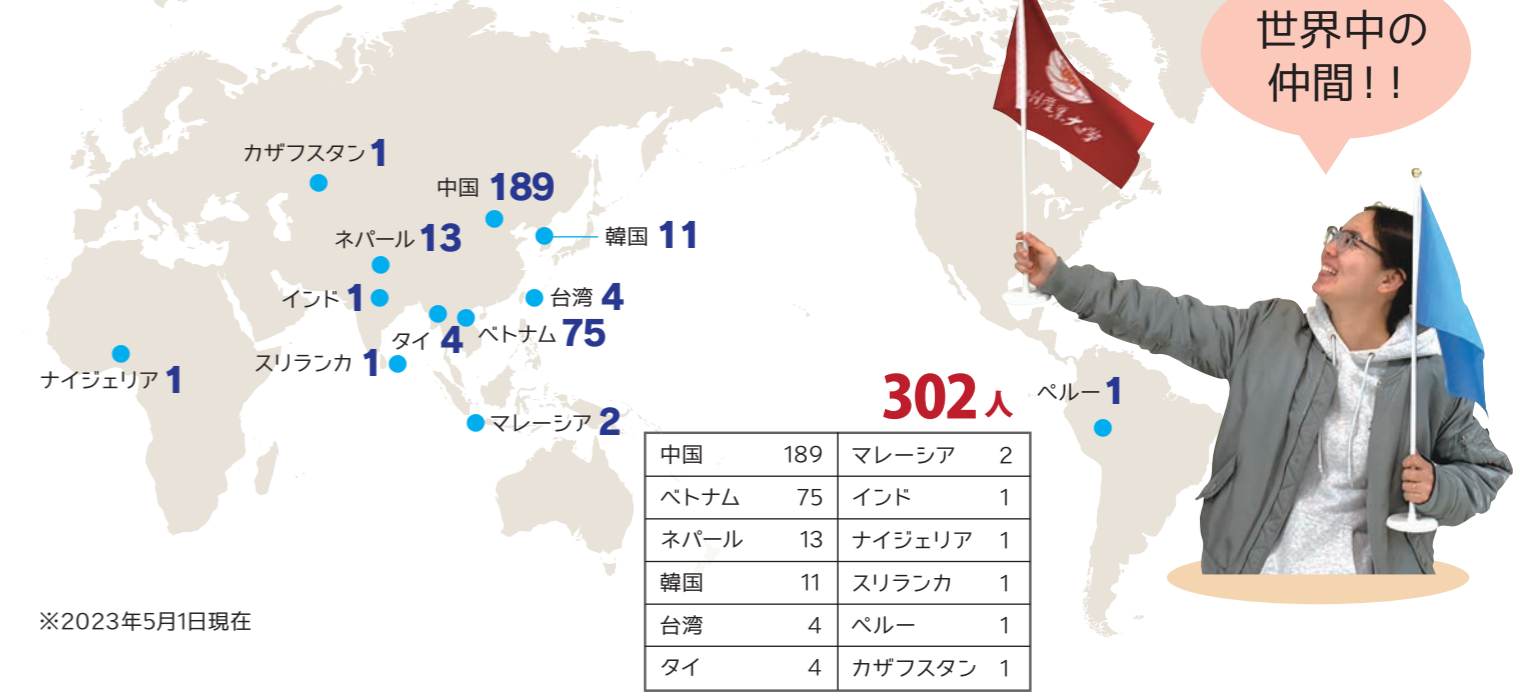 世界中の
仲間！！
カザフスタン 1
中国 189
ネパール 13
韓国 11
インド 1
台湾 4
タイ 4
ベトナム 75
スリランカ 1
ナイジェリア 1
マレーシア 2
ペルー 1
302人
中国 189 マレーシア 2
ベトナム 75 インド 1
ネパール 13 ナイジェリア 1
韓国 11 スリランカ 1
台湾 4 ペルー 1
タイ 4 カザフスタン 1
※2023年5月1日現在